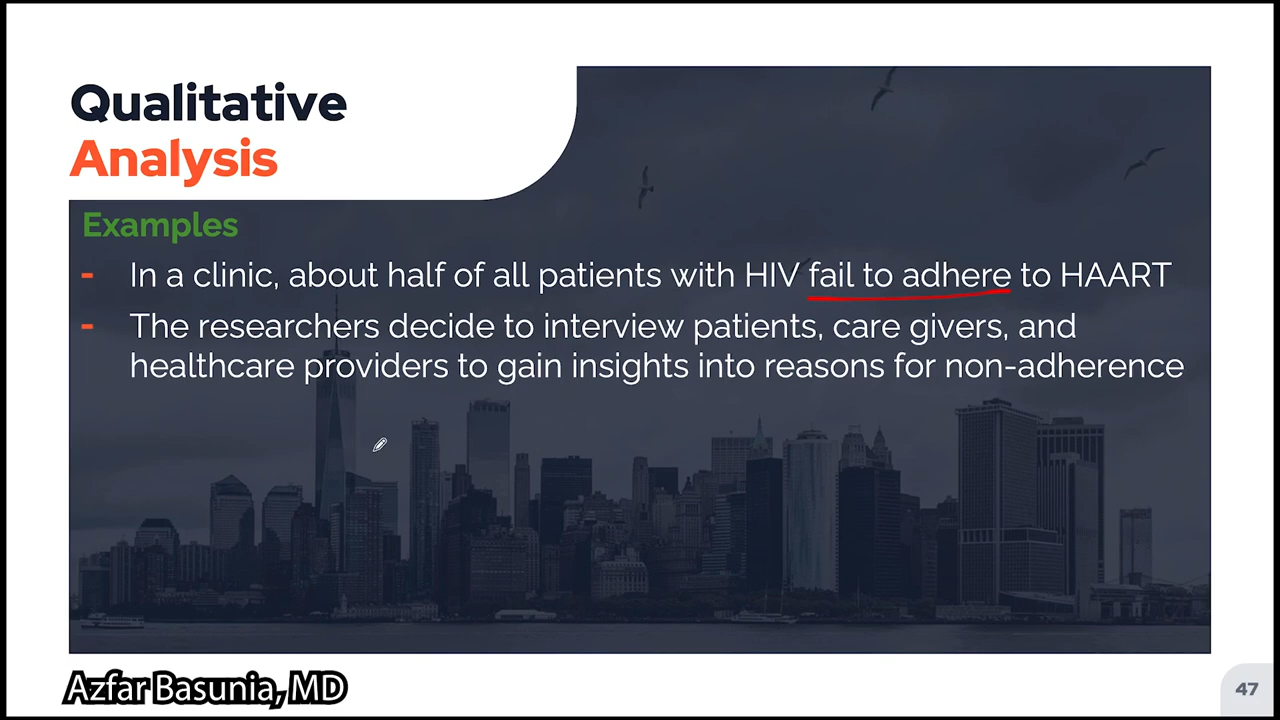 Qualitative
Analysis
Examples
- In a clinic, about half of all patients with HIV fail to adhere to HAART
- The researchers decide to interview patients, care givers, and
healthcare providers to gain insights into reasons for non-adherence
Azfar Basunia, MD
47